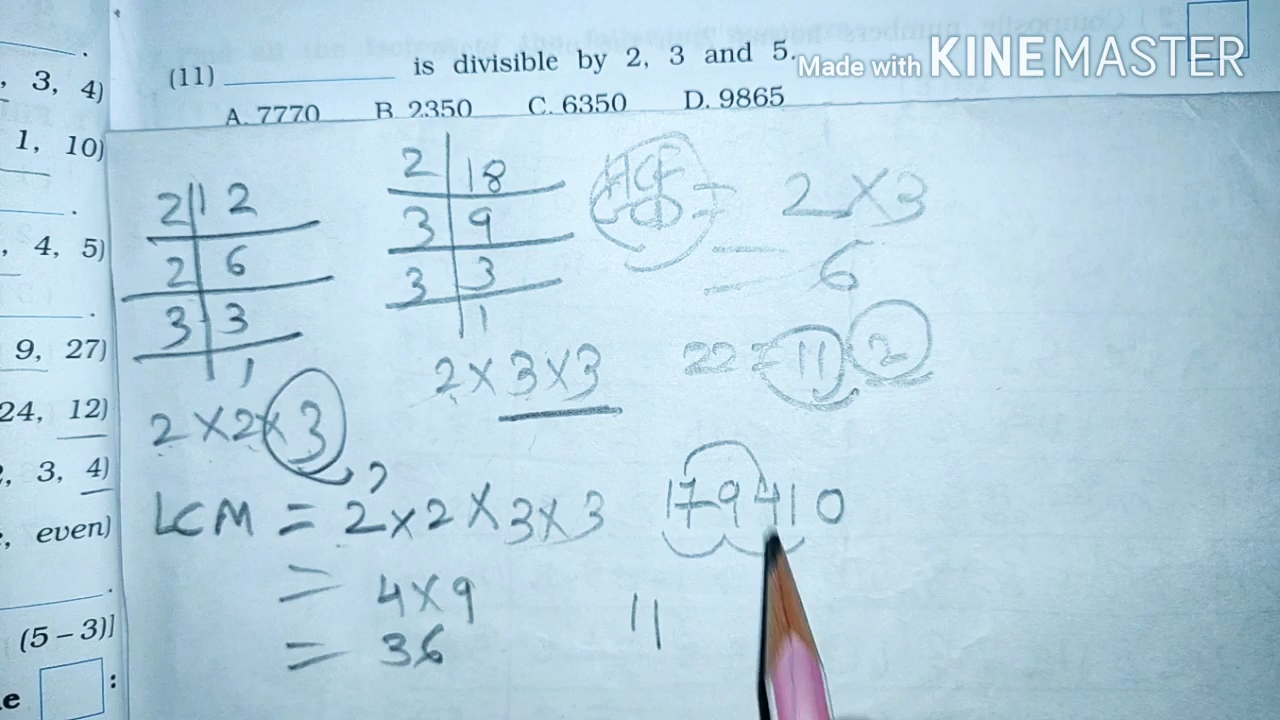 (11) __________ is divisible by 2, 3 and 5.
Made with KINEMASTER
A. 7770 B. 2350 C. 6350 D. 9865
, 3, 4)
1, 10)
, 4, 5)
9, 27)
24, 12)
, 3, 4)
, even)
(5 – 3)]
e :
2 12
2 6
3 3
1
2 × 2 × 3
2 18
3 9
3 3
1
2 × 3 × 3
HCF = 2 × 3
= 6
22 = 11 2
LCM = 2 × 2 × 3 × 3
= 4 × 9
= 36
179410
11